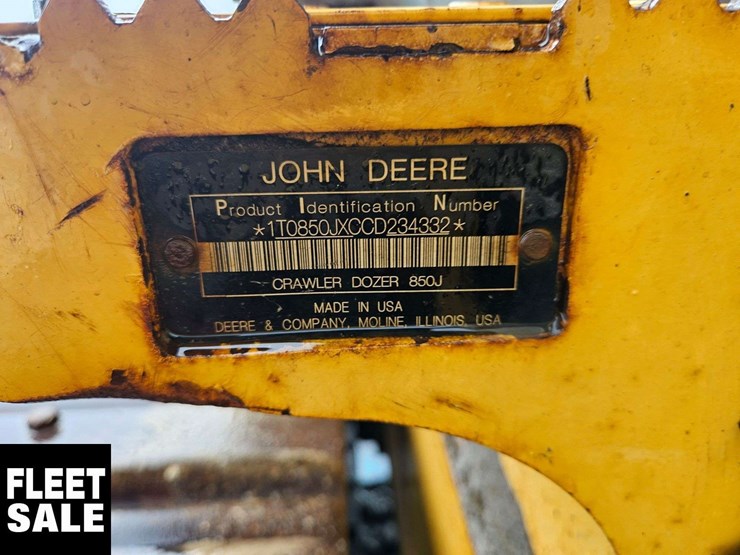 JOHN DEERE
Product Identification Number
*1T0850JXCCD234332*
CRAWLER DOZER 850J
MADE IN USA
DEERE & COMPANY, MOLINE, ILLINOIS, USA
FLEET
SALE